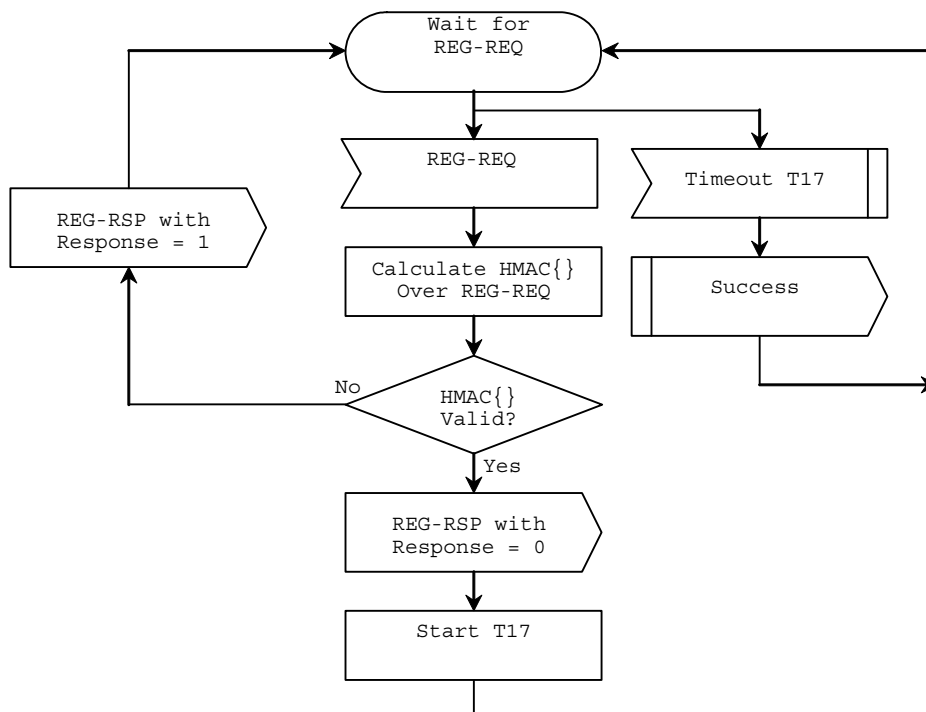 Wait for
REG-REQ
REG-REQ
Timeout T17
REG-RSP with
Response = 1
Calculate HMAC{}
Over REG-REQ
Success
No
HMAC{}
Valid?
Yes
REG-RSP with
Response = 0
Start T17